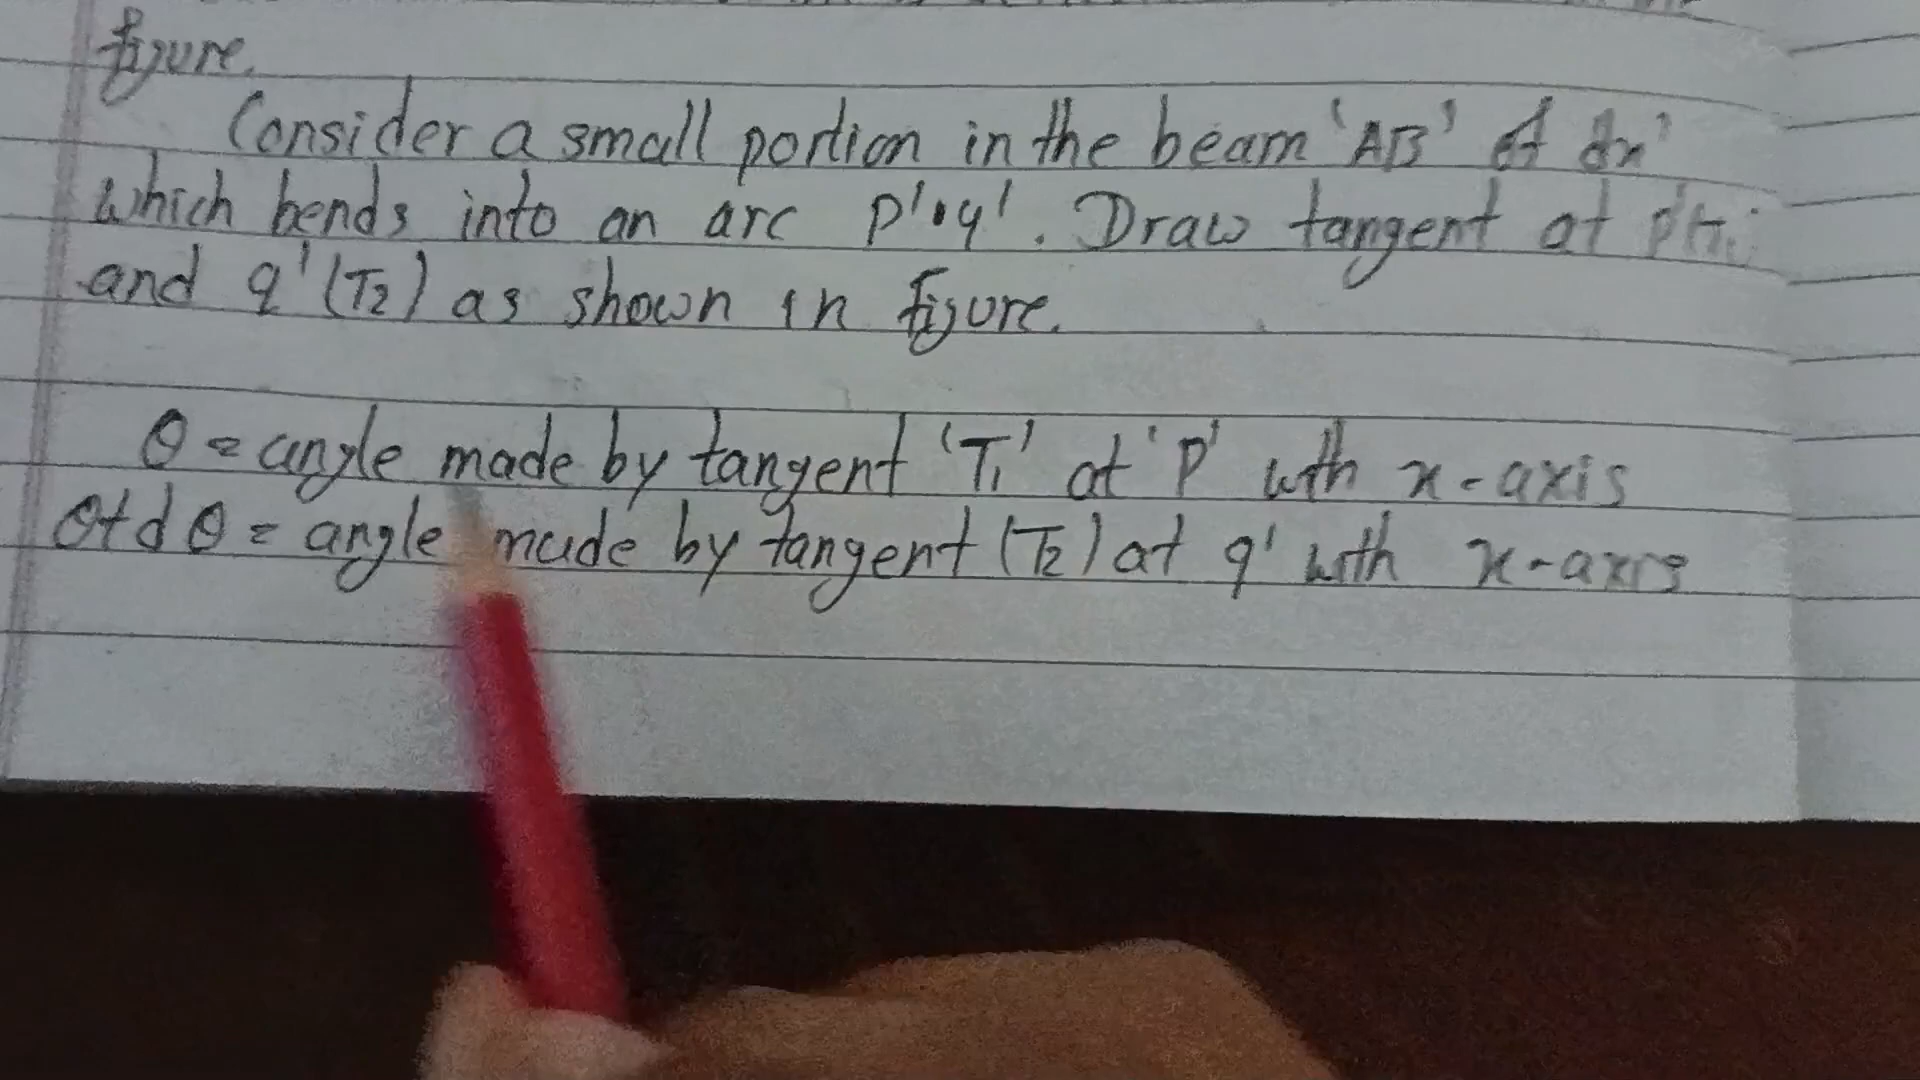 figure.
Consider a small portion in the beam 'AB' of dx'
which bends into an arc p'q'. Draw tangent at p'(T1)
and q'(T2) as shown in figure.
θ = angle made by tangent 'T1' at 'P' with x-axis
θ+dθ = angle made by tangent (T2) at q' with x-axis